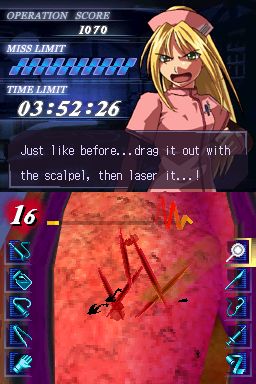 OPERATION SCORE
1070
MISS LIMIT
TIME LIMIT
03:52:26
Just like before...drag it out with
the scalpel, then laser it...!
16